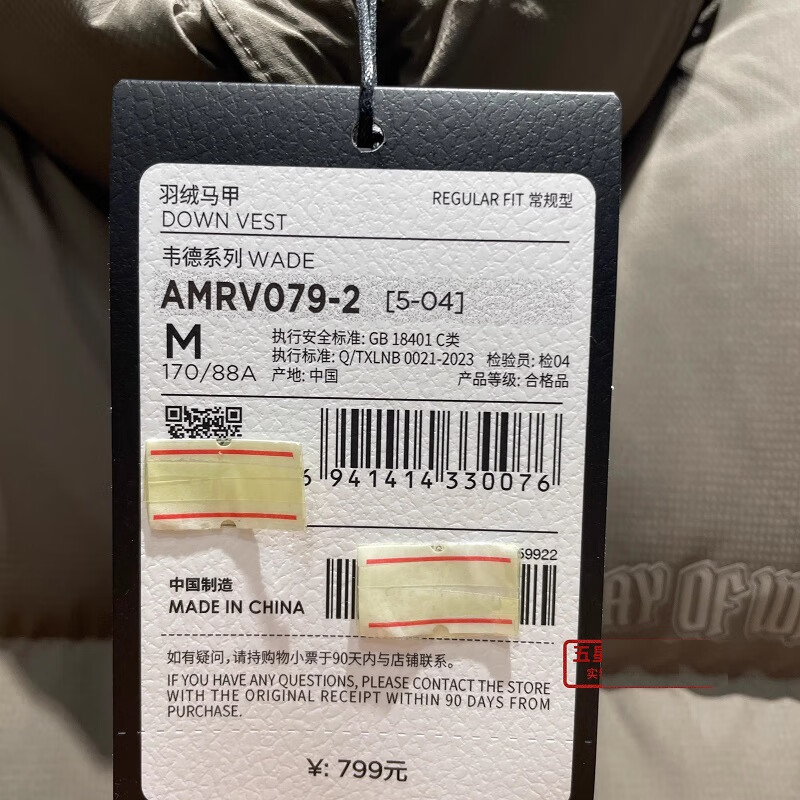 羽绒马甲
REGULAR FIT 常规型
DOWN VEST
韦德系列 WADE
AMRV079-2 [5-04]
M
170/88A
执行安全标准: GB 18401 C类
执行标准: Q/TXLNB 0021-2023 检验员: 检04
产地: 中国 产品等级: 合格品
6 941414 330076
59922
中国制造
MADE IN CHINA
如有疑问, 请持购物小票于90天内与店铺联系。
IF YOU HAVE ANY QUESTIONS, PLEASE CONTACT THE STORE
WITH THE ORIGINAL RECEIPT WITHIN 90 DAYS FROM
PURCHASE.
¥: 799元
AY OF W
五